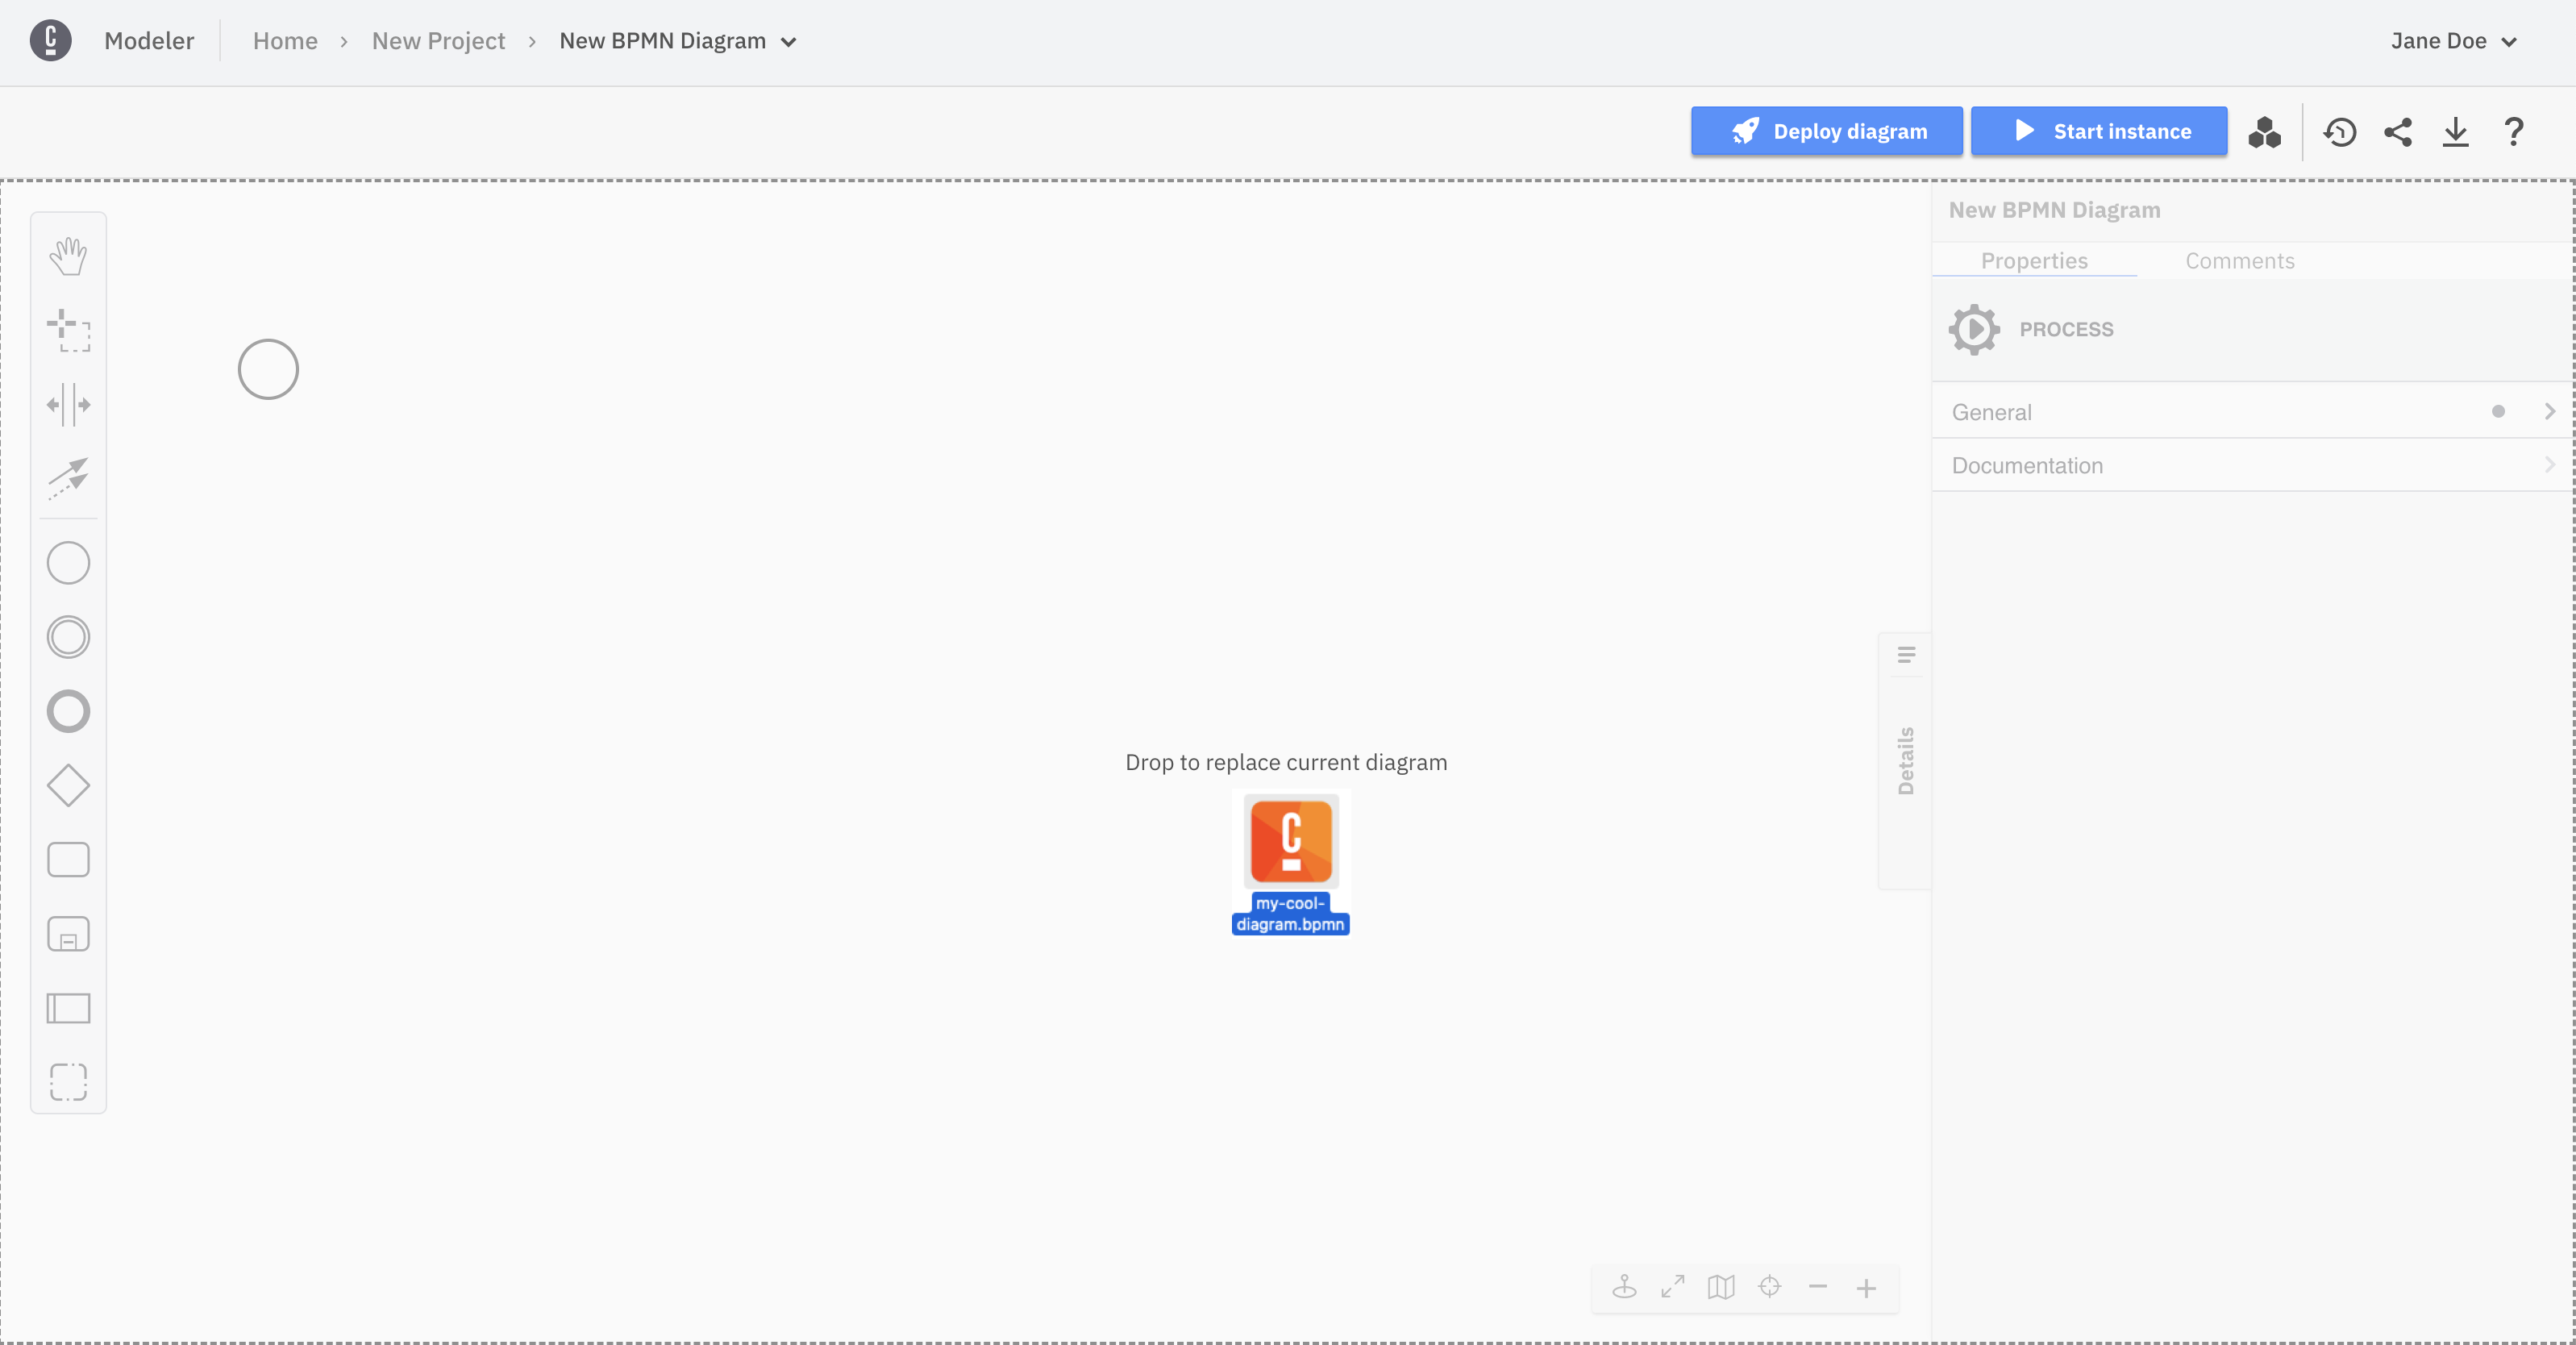 Modeler
Home › New Project › New BPMN Diagram
Jane Doe
Deploy diagram
Start instance
New BPMN Diagram
Properties
Comments
PROCESS
General
Documentation
Details
Drop to replace current diagram
my-cool-
diagram.bpmn